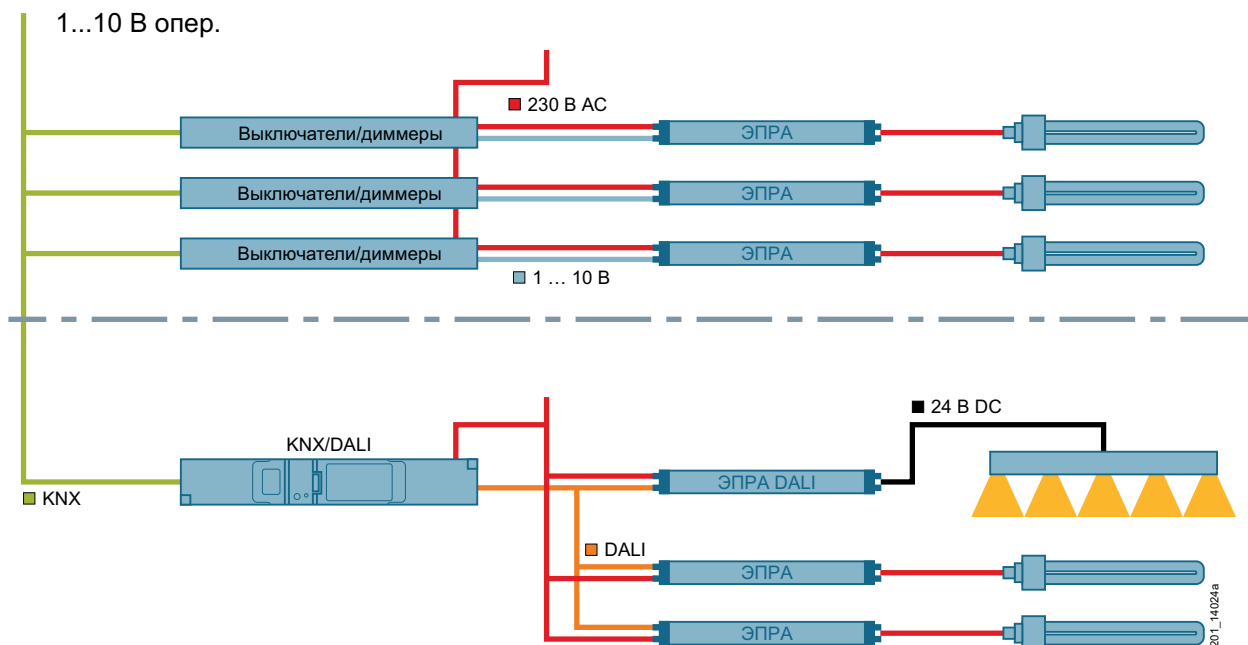 1...10 В опер.
230 В AC
Выключатели/диммеры
ЭПРА
Выключатели/диммеры
ЭПРА
Выключатели/диммеры
ЭПРА
1 ... 10 В
24 В DC
KNX/DALI
ЭПРА DALI
KNX
DALI
ЭПРА
ЭПРА
201_14024a